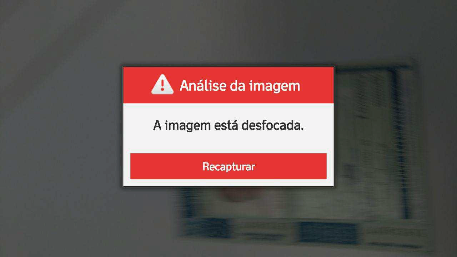 Análise da imagem
A imagem está desfocada.
Recapturar